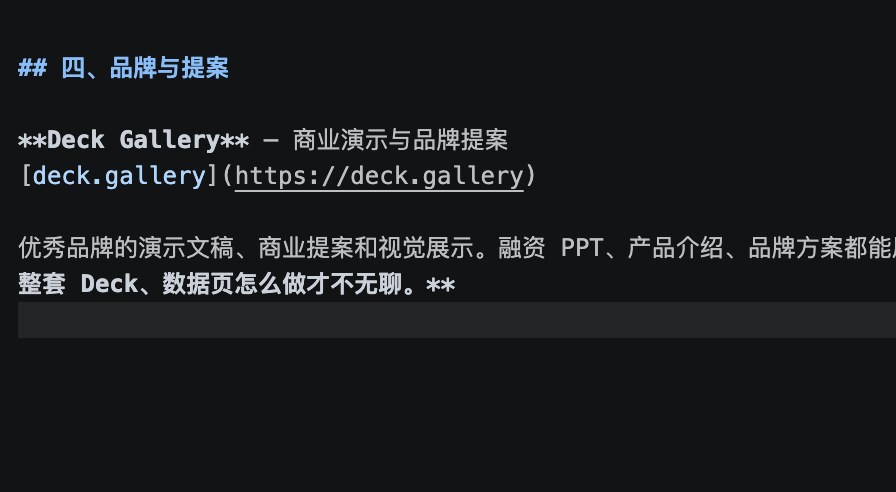 ## 四、品牌与提案
**Deck Gallery** — 商业演示与品牌提案
[deck.gallery](https://deck.gallery)
优秀品牌的演示文稿、商业提案和视觉展示。融资 PPT、产品介绍、品牌方案都能
整套 Deck、数据页怎么做才不无聊。**